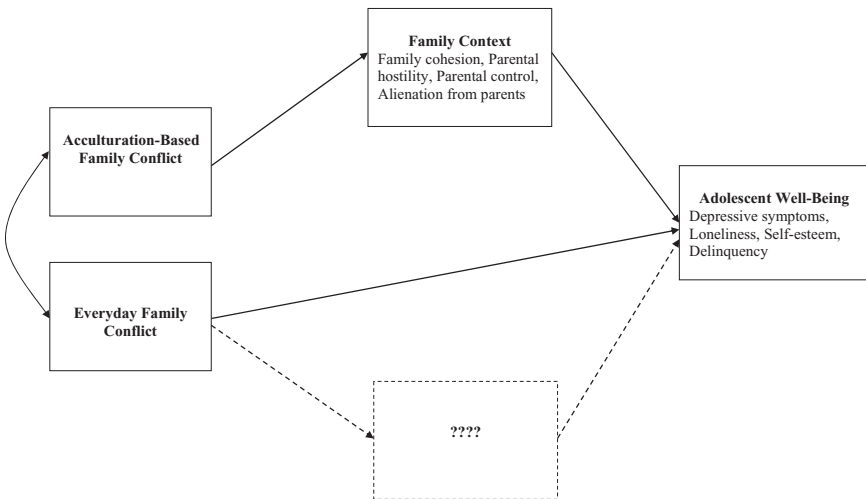 Family Context
Family cohesion, Parental
hostility, Parental control,
Alienation from parents
Acculturation-Based
Family Conflict
Adolescent Well-Being
Depressive symptoms,
Loneliness, Self-esteem,
Delinquency
Everyday Family
Conflict
????